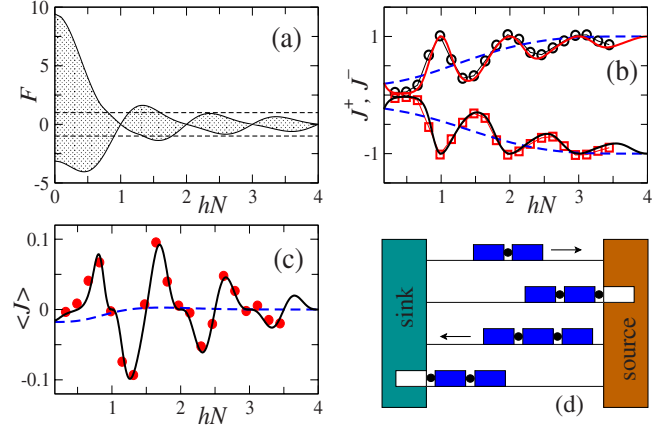 10
5
0
-5
F
(a)
0 1 2 3 4
hN
1
-1
J⁺, J⁻
(b)
1 2 3 4
hN
0.1
0
-0.1
<J>
(c)
1 2 3 4
hN
sink
source
(d)